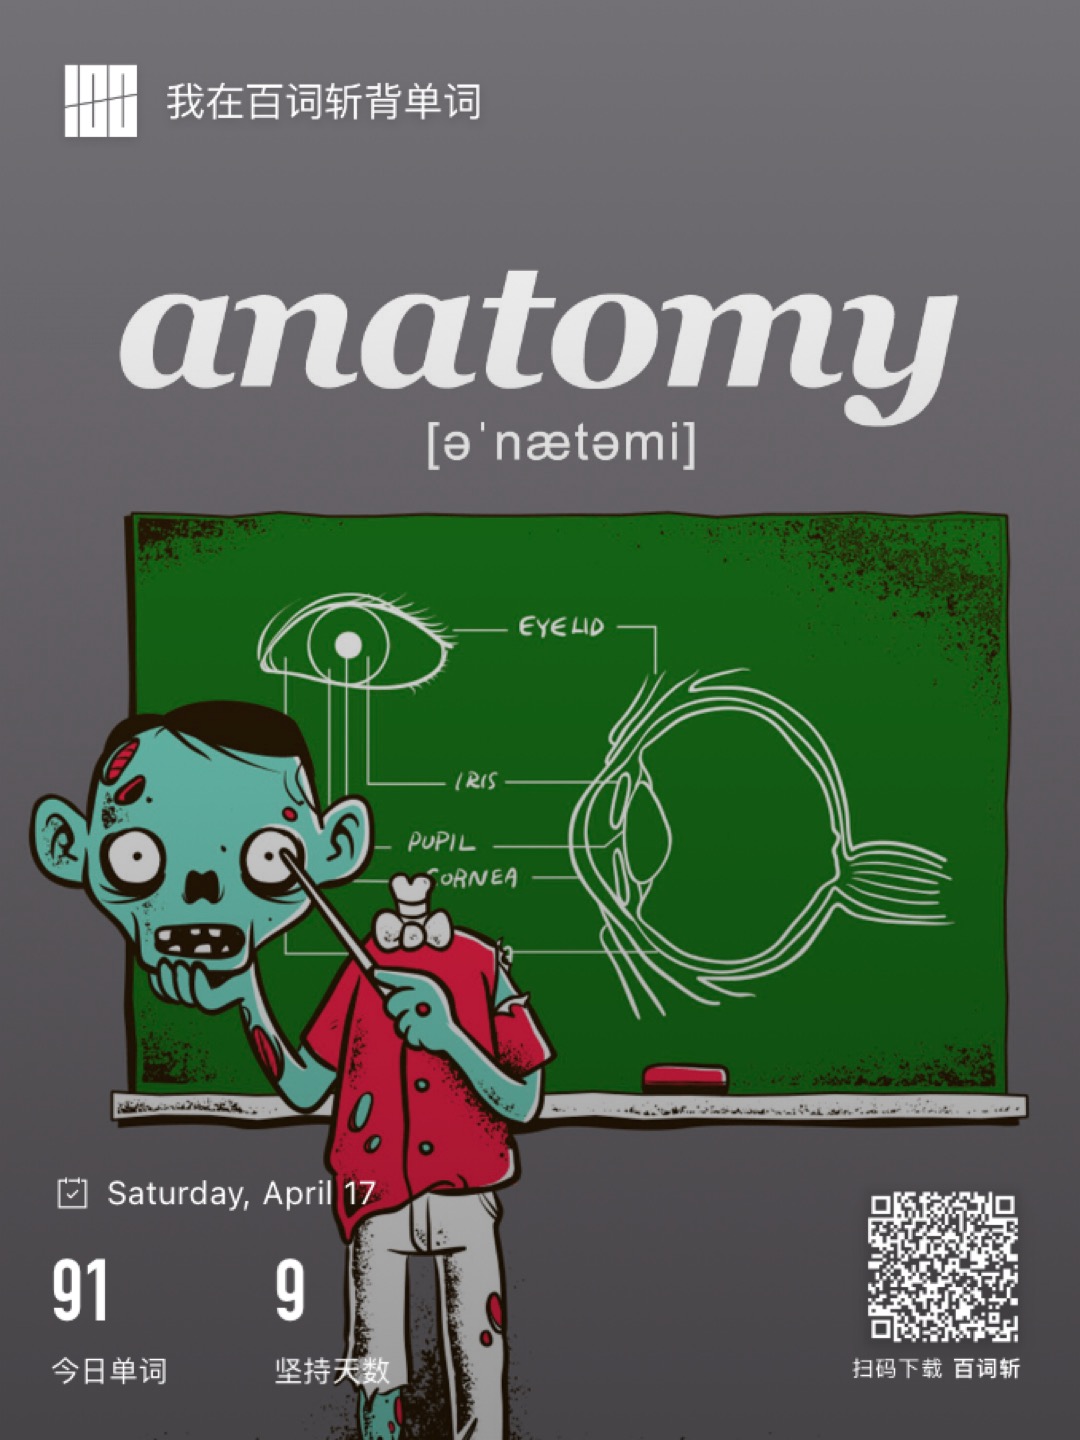 100 我在百词斩背单词
anatomy
[əˈnætəmi]
EYELID
IRIS
PUPIL
CORNEA
Saturday, April 17
91 9
今日单词 坚持天数
扫码下载 百词斩